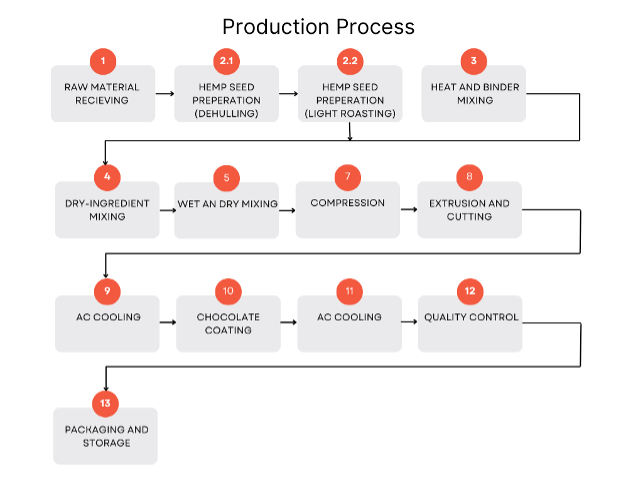 Production Process
1
RAW MATERIAL
RECIEVING
2.1
HEMP SEED
PREPERATION
(DEHULLING)
2.2
HEMP SEED
PREPERATION
(LIGHT ROASTING)
3
HEAT AND BINDER
MIXING
4
DRY-INGREDIENT
MIXING
5
WET AN DRY MIXING
7
COMPRESSION
8
EXTRUSION AND
CUTTING
9
AC COOLING
10
CHOCOLATE
COATING
11
AC COOLING
12
QUALITY CONTROL
13
PACKAGING AND
STORAGE